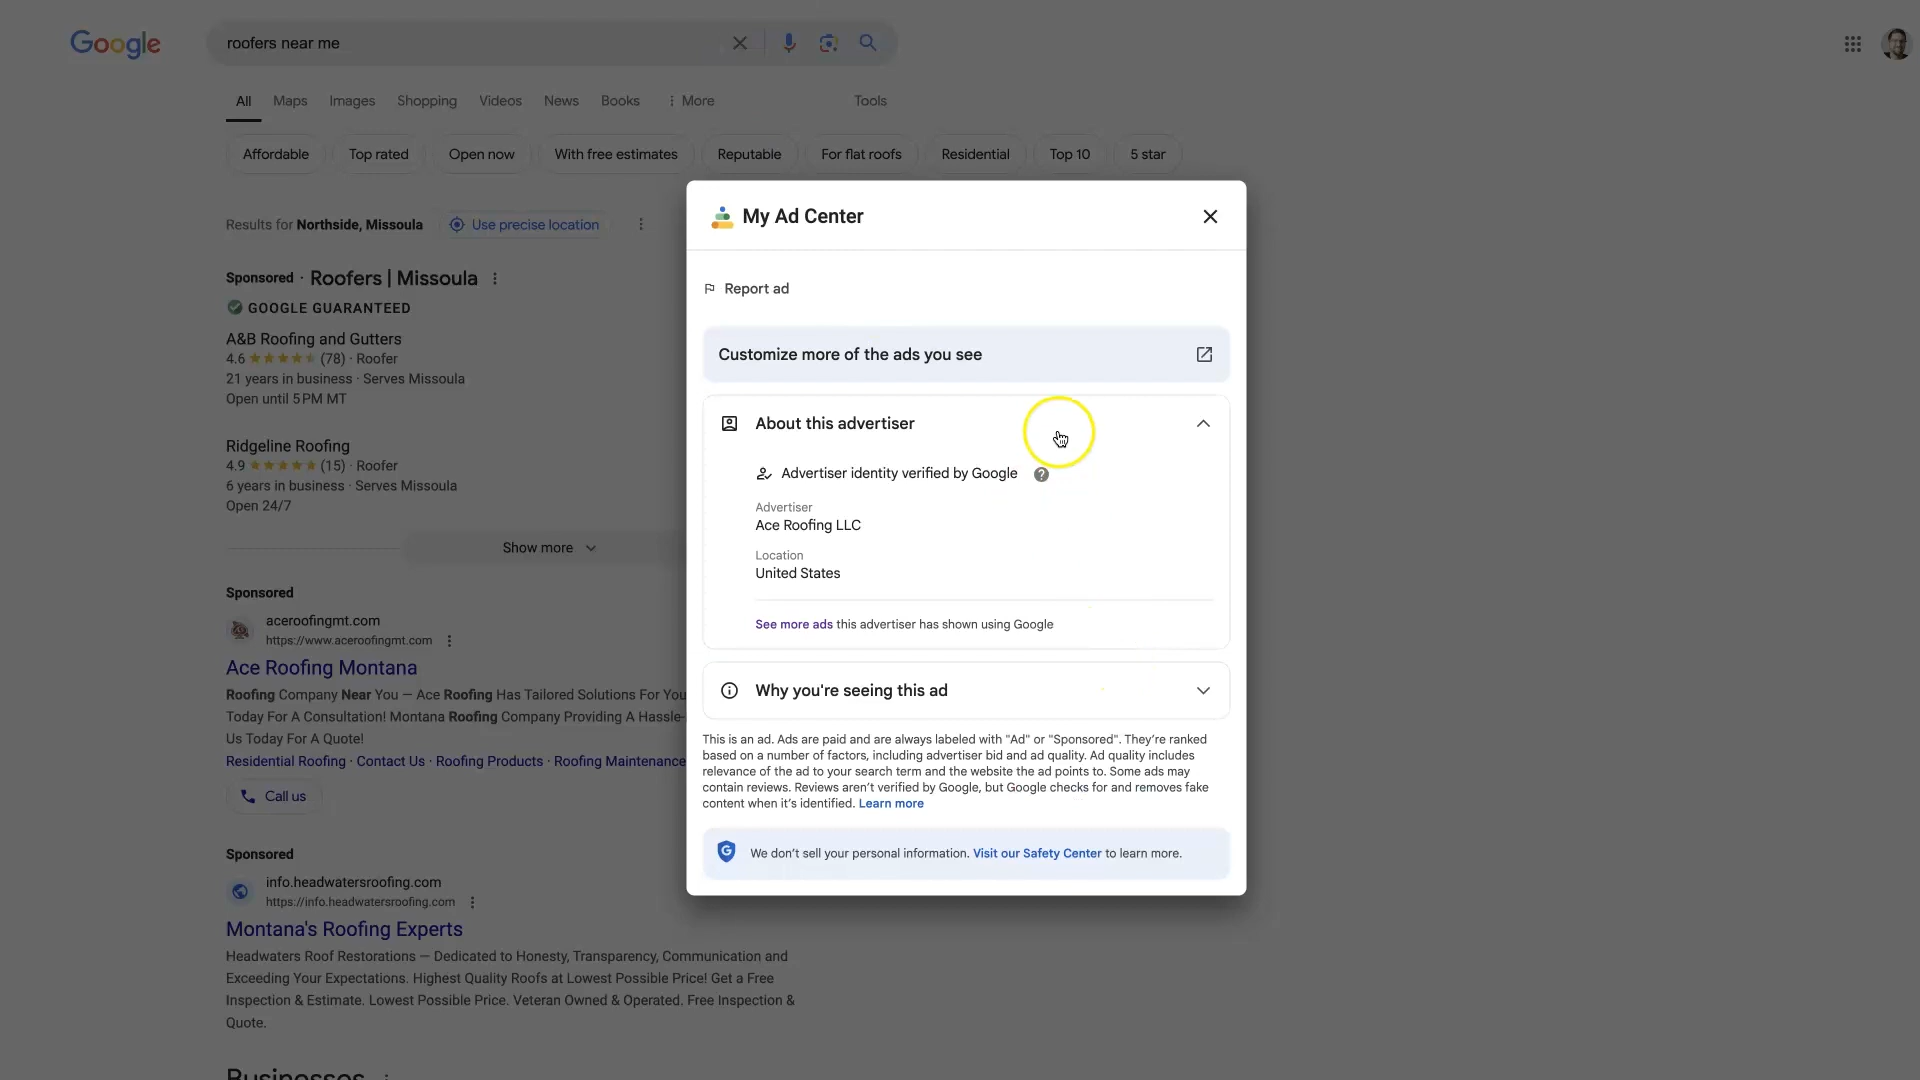 Google
roofers near me
All Maps Images Shopping Videos News Books More Tools
Affordable Top rated Open now With free estimates Reputable For flat roofs Residential Top 10 5 star
Results for Northside, Missoula Use precise location
Sponsored · Roofers | Missoula
GOOGLE GUARANTEED
A&B Roofing and Gutters
4.6 (78) · Roofer
21 years in business · Serves Missoula
Open until 5 PM MT
Ridgeline Roofing
4.9 (15) · Roofer
6 years in business · Serves Missoula
Open 24/7
Show more
Sponsored
aceroofingmt.com
https://www.aceroofingmt.com
Ace Roofing Montana
Roofing Company Near You — Ace Roofing Has Tailored Solutions For You
Today For A Consultation! Montana Roofing Company Providing A Hassle-
Us Today For A Quote!
Residential Roofing · Contact Us · Roofing Products · Roofing Maintenance
Call us
Sponsored
info.headwatersroofing.com
https://info.headwatersroofing.com
Montana's Roofing Experts
Headwaters Roof Restorations — Dedicated to Honesty, Transparency, Communication and
Exceeding Your Expectations. Highest Quality Roofs at Lowest Possible Price! Get a Free
Inspection & Estimate. Lowest Possible Price. Veteran Owned & Operated. Free Inspection &
Quote.
Businesses
My Ad Center
Report ad
Customize more of the ads you see
About this advertiser
Advertiser identity verified by Google ?
Advertiser
Ace Roofing LLC
Location
United States
See more ads this advertiser has shown using Google
Why you're seeing this ad
This is an ad. Ads are paid and are always labeled with "Ad" or "Sponsored". They're ranked
based on a number of factors, including advertiser bid and ad quality. Ad quality includes
relevance of the ad to your search term and the website the ad points to. Some ads may
contain reviews. Reviews aren't verified by Google, but Google checks for and removes fake
content when it's identified. Learn more
G
We don't sell your personal information. Visit our Safety Center to learn more.